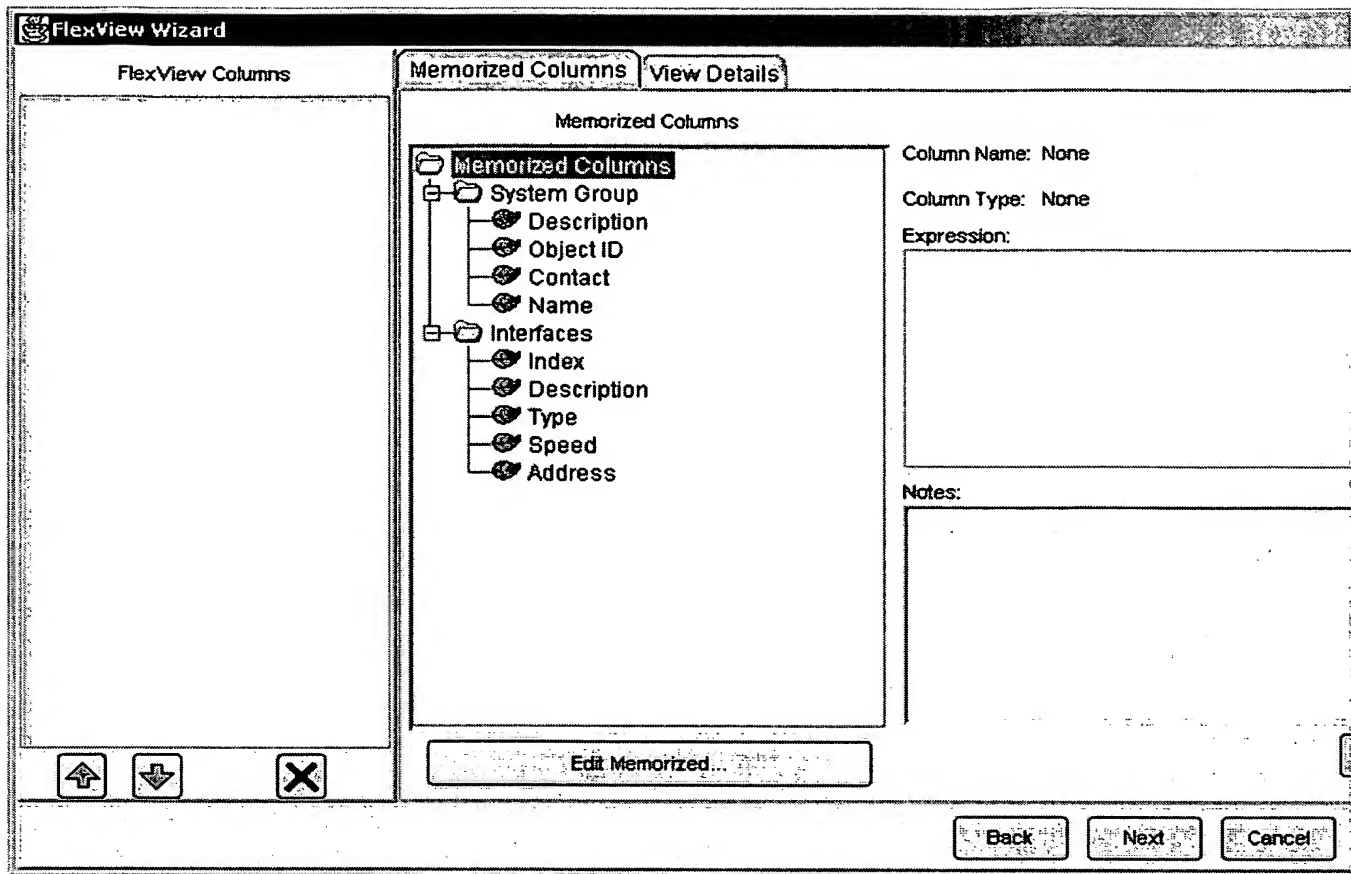 FlexView Wizard
FlexView Columns
Memorized Columns
View Details
Memorized Columns
Memorized Columns
System Group
Description
Object ID
Contact
Name
Interfaces
Index
Description
Type
Speed
Address
Edit Memorized...
Column Name: None
Column Type: None
Expression:
Notes:
Back
Next
Cancel